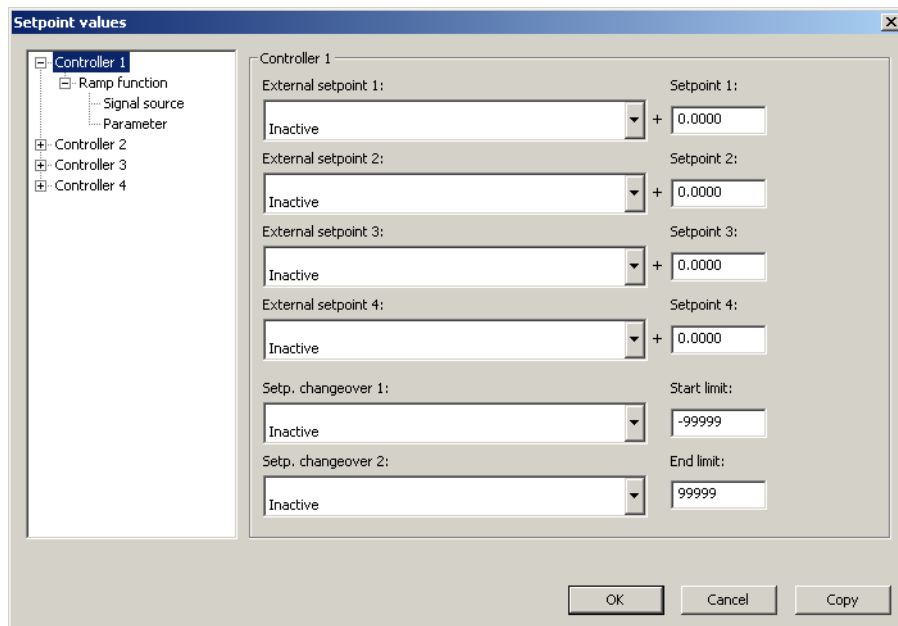 Setpoint values
Controller 1
Ramp function
Signal source
Parameter
Controller 2
Controller 3
Controller 4
Controller 1
External setpoint 1: Setpoint 1:
Inactive + 0.0000
External setpoint 2: Setpoint 2:
Inactive + 0.0000
External setpoint 3: Setpoint 3:
Inactive + 0.0000
External setpoint 4: Setpoint 4:
Inactive + 0.0000
Setp. changeover 1: Start limit:
Inactive -99999
Setp. changeover 2: End limit:
Inactive 99999
OK Cancel Copy